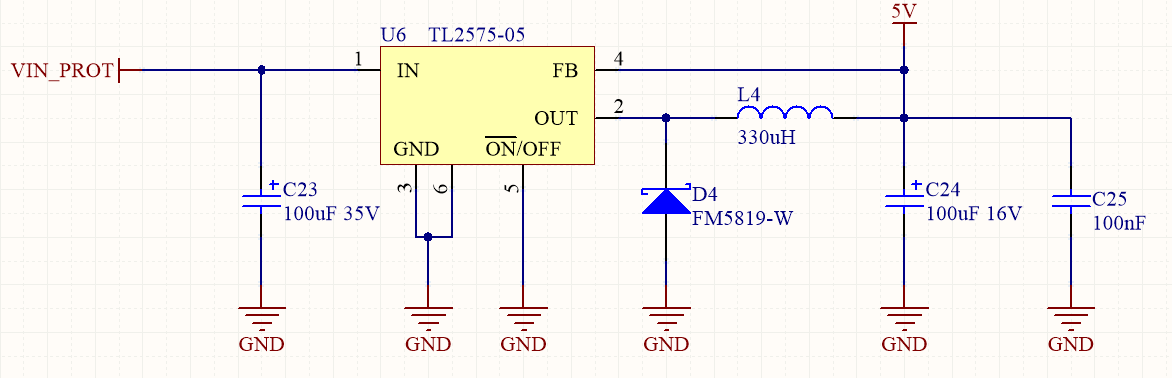 5V
U6 TL2575-05
VIN_PROT
1
IN
FB
4
OUT
2
L4
330uH
GND
ON/OFF
3
6
5
+
C23
100uF 35V
D4
FM5819-W
+
C24
100uF 16V
C25
100nF
GND
GND
GND
GND
GND
GND